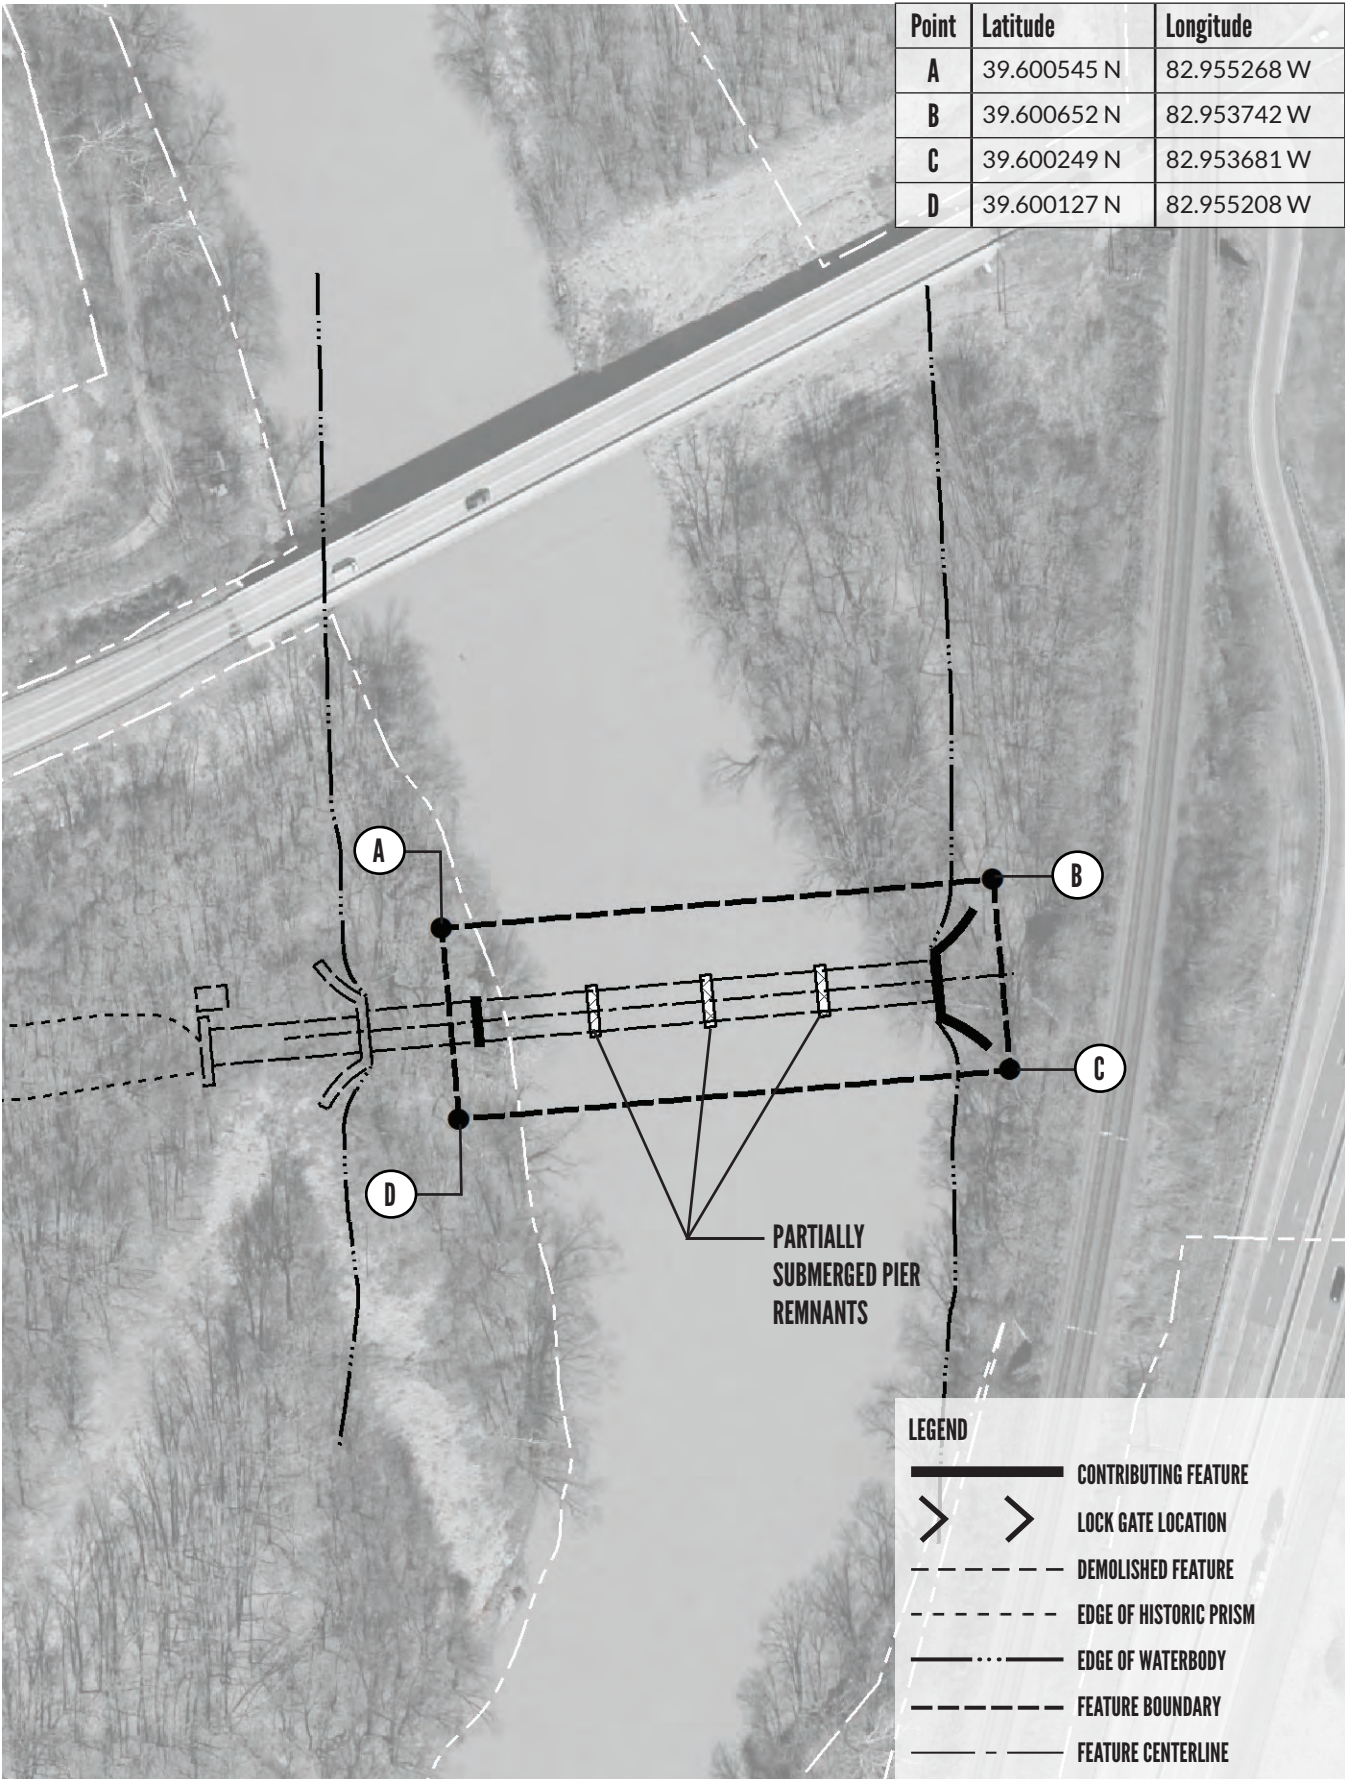 Point Latitude Longitude
A 39.600545 N 82.955268 W
B 39.600652 N 82.953742 W
C 39.600249 N 82.953681 W
D 39.600127 N 82.955208 W
A
B
C
D
PARTIALLY
SUBMERGED PIER
REMNANTS
LEGEND
CONTRIBUTING FEATURE
LOCK GATE LOCATION
DEMOLISHED FEATURE
EDGE OF HISTORIC PRISM
EDGE OF WATERBODY
FEATURE BOUNDARY
FEATURE CENTERLINE